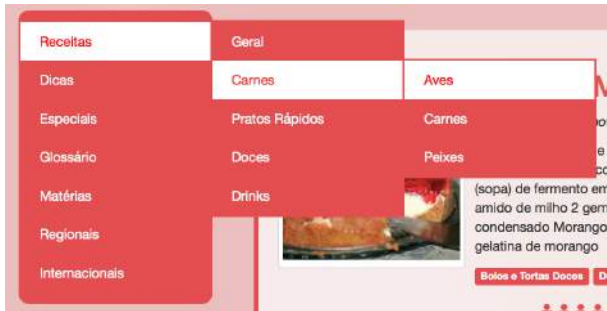 Receitas
Geral
Dicas
Carnes
Aves
Especiais
Pratos Rápidos
Carnes
Glossário
Doces
Peixes
Matérias
Drinks
(sopa) de fermento em
amido de milho 2 gem
Regionais
condensado Morango
gelatina de morango
Internacionais
Bolos e Tortas Doces